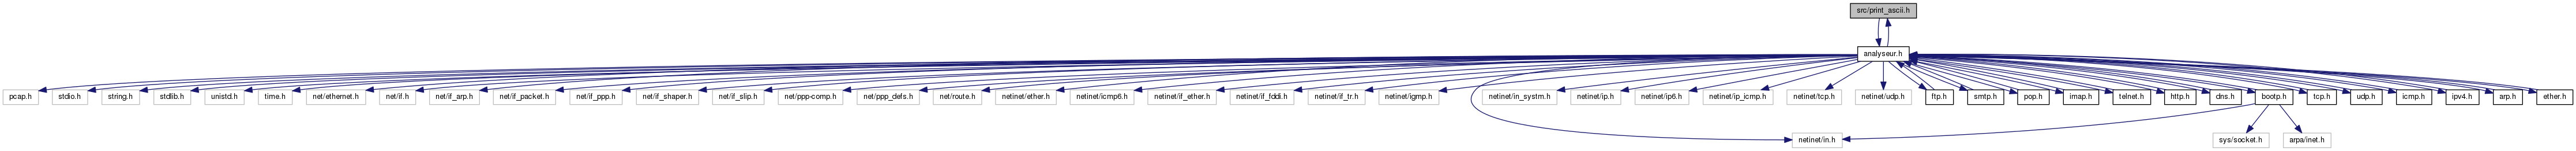 src/print_ascii.h
analyseur.h
pcap.h
stdio.h
string.h
stdlib.h
unistd.h
time.h
net/ethernet.h
net/if.h
net/if_arp.h
net/if_packet.h
net/if_ppp.h
net/if_shaper.h
net/if_slip.h
net/ppp-comp.h
net/ppp_defs.h
net/route.h
netinet/ether.h
netinet/icmp6.h
netinet/if_ether.h
netinet/if_fddi.h
netinet/if_tr.h
netinet/igmp.h
netinet/in_systm.h
netinet/ip.h
netinet/ip6.h
netinet/ip_icmp.h
netinet/tcp.h
netinet/udp.h
ftp.h
smtp.h
pop.h
imap.h
telnet.h
http.h
dns.h
bootp.h
tcp.h
udp.h
icmp.h
ipv4.h
arp.h
ether.h
netinet/in.h
sys/socket.h
arpa/inet.h